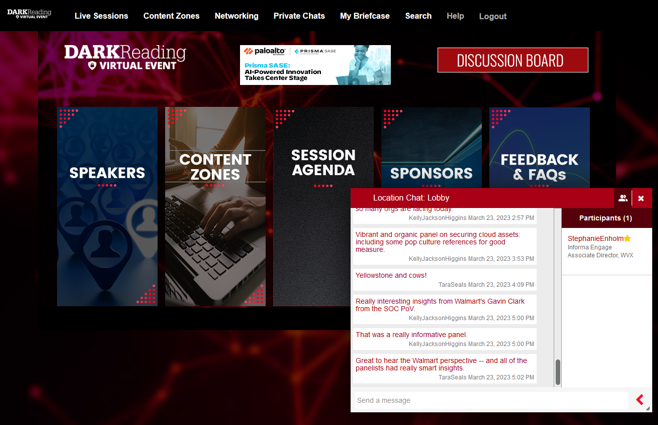 DARKReading
VIRTUAL EVENT
Live Sessions
Content Zones
Networking
Private Chats
My Briefcase
Search
Help
Logout
DARKReading
VIRTUAL EVENT
paloalto
NETWORKS
PRISMA SASE
Prisma SASE:
AI-Powered Innovation
Takes Center Stage
DISCUSSION BOARD
SPEAKERS
CONTENT
ZONES
SESSION
AGENDA
SPONSORS
FEEDBACK
& FAQs
Location Chat: Lobby
so many orgs are facing today.
KellyJacksonHiggins March 23, 2023 2:57 PM
Vibrant and organic panel on securing cloud assets:
including some pop culture references for good
measure.
KellyJacksonHiggins March 23, 2023 3:53 PM
Yellowstone and cows!
TaraSeals March 23, 2023 4:09 PM
Really interesting insights from Walmart's Gavin Clark
from the SOC PoV.
KellyJacksonHiggins March 23, 2023 5:00 PM
That was a really informative panel.
KellyJacksonHiggins March 23, 2023 5:00 PM
Great to hear the Walmart perspective -- and all of the
panelists had really smart insights.
TaraSeals March 23, 2023 5:02 PM
Participants (1)
StephanieEnholm
Informa Engage
Associate Director, WVX
Send a message